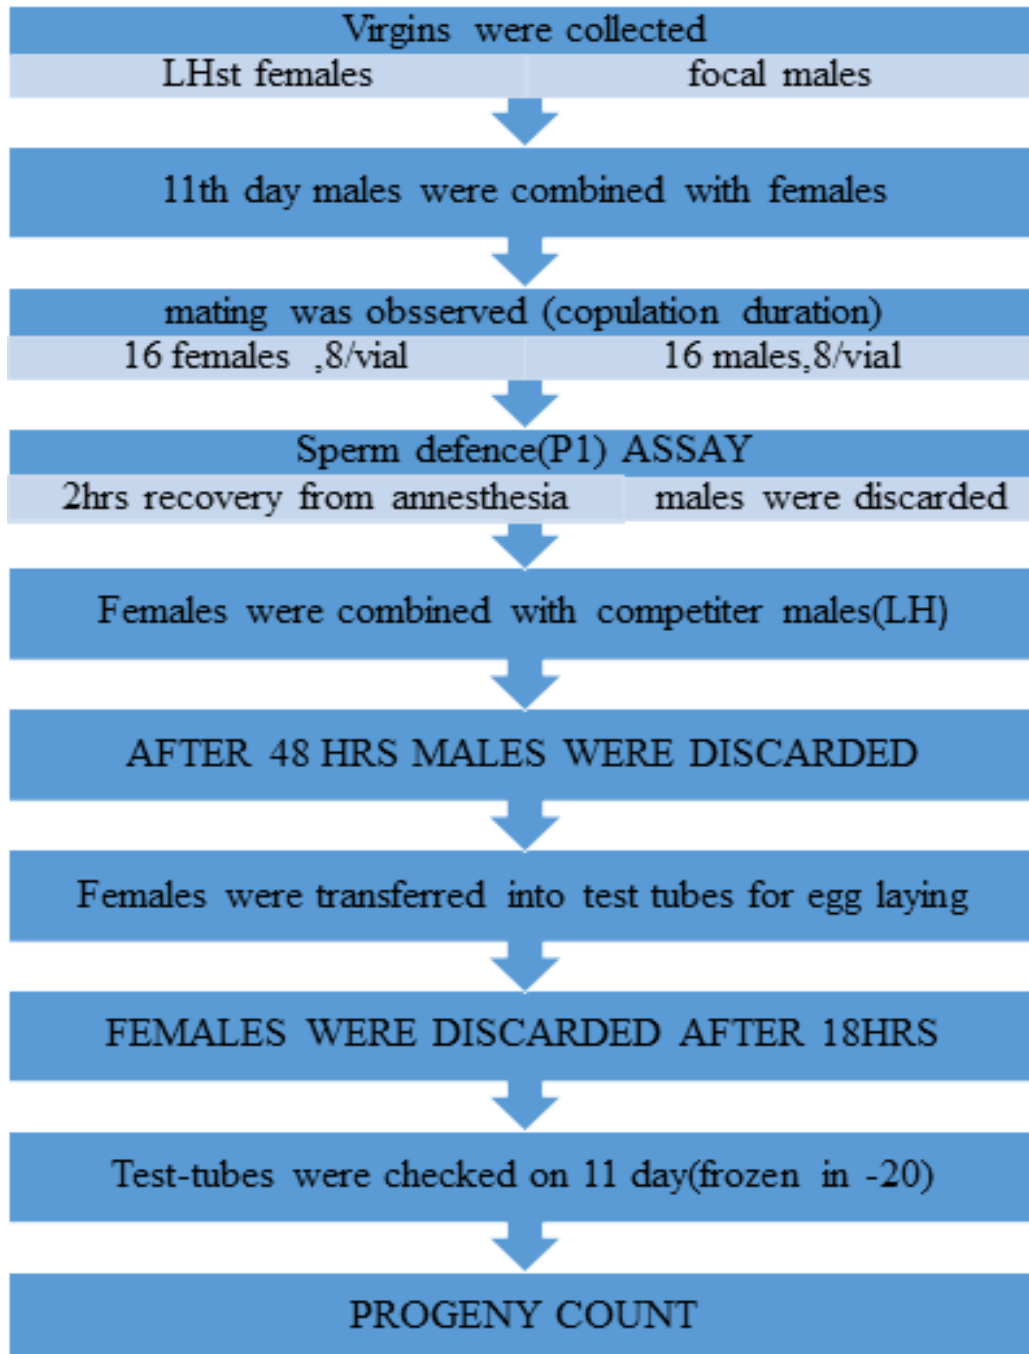 Virgins were collected
LHst females
focal males
11th day males were combined with females
mating was obsserved (copulation duration)
16 females ,8/vial
16 males,8/vial
Sperm defence(P1) ASSAY
2hrs recovery from annesthesia
males were discarded
Females were combined with competiter males(LH)
AFTER 48 HRS MALES WERE DISCARDED
Females were transferred into test tubes for egg laying
FEMALES WERE DISCARDED AFTER 18HRS
Test-tubes were checked on 11 day(frozen in -20)
PROGENY COUNT